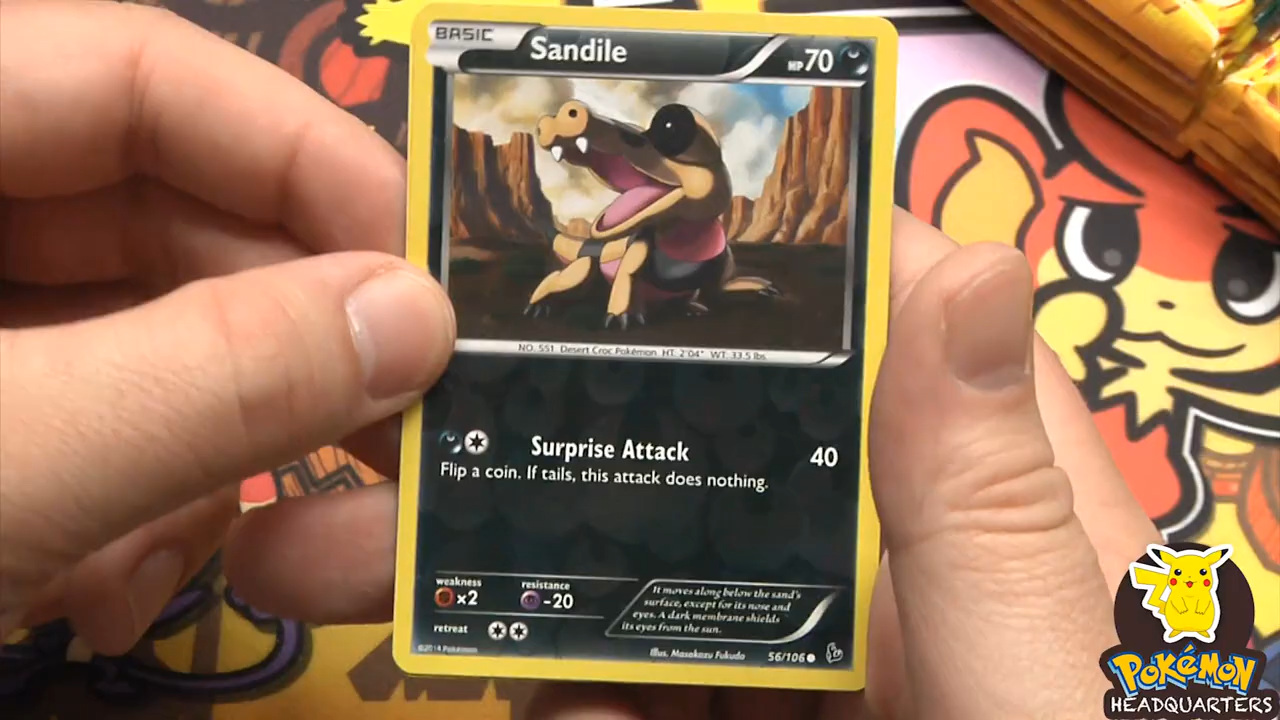 BASIC
Sandile
HP 70
NO. 551 Desert Croc Pokémon HT: 2'04" WT: 33.5 lbs.
Surprise Attack 40
Flip a coin. If tails, this attack does nothing.
weakness resistance
x2 -20
retreat
It moves along below the sand's
surface, except for its nose and
eyes. A dark membrane shields
its eyes from the sun.
©2014 Pokémon
Illus. Masakazu Fukuda
56/106
POKÉMON
HEADQUARTERS